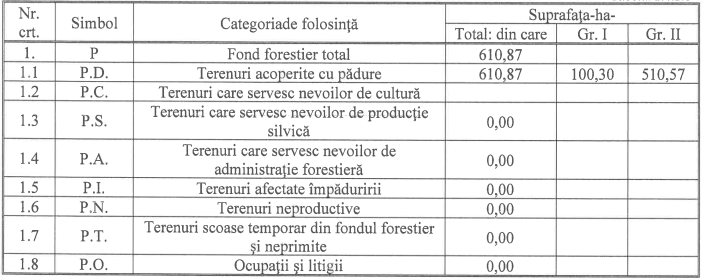 Nr. crt. Simbol Categoriade folosință Suprafața-ha-
Total: din care Gr. I Gr. II
1. P Fond forestier total 610,87
1.1 P.D. Terenuri acoperite cu pădure 610,87 100,30 510,57
1.2 P.C. Terenuri care servesc nevoilor de cultură
1.3 P.S. Terenuri care servesc nevoilor de producție silvică 0,00
1.4 P.A. Terenuri care servesc nevoilor de administrație forestieră 0,00
1.5 P.I. Terenuri afectate împăduririi 0,00
1.6 P.N. Terenuri neproductive 0,00
1.7 P.T. Terenuri scoase temporar din fondul forestier și neprimite 0,00
1.8 P.O. Ocupații și litigii 0,00